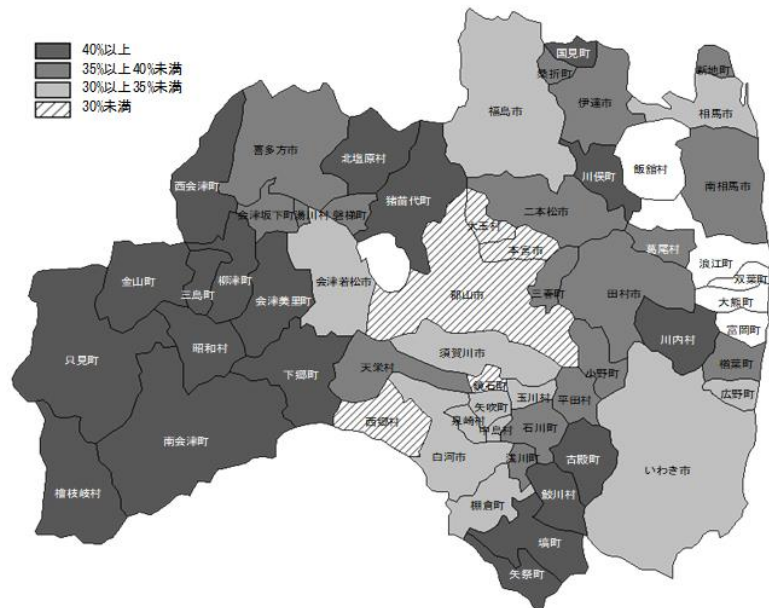 40%以上
35%以上40%未満
30%以上35%未満
30%未満
国見町
桑折町
新地町
伊達市
福島市
相馬市
喜多方市
北塩原村
飯舘村
西会津町
川俣町
南相馬市
猪苗代町
会津坂下町
湯川村
磐梯町
二本松市
大玉村
本宮市
葛尾村
浪江町
双葉町
金山町
柳津町
三島町
会津美里町
会津若松市
郡山市
三春町
田村市
大熊町
富岡町
只見町
昭和村
須賀川市
川内村
楢葉町
下郷町
天栄村
小野町
鏡石町
玉川村
平田村
広野町
南会津町
西郷村
矢吹町
泉崎村
中島村
石川町
白河市
浅川町
古殿町
いわき市
檜枝岐村
棚倉町
鮫川村
塙町
矢祭町